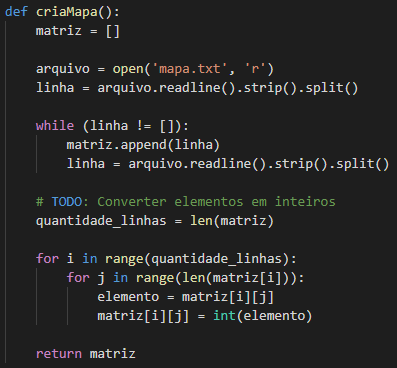 def criaMapa():
    matriz = []
    arquivo = open('mapa.txt', 'r')
    linha = arquivo.readline().strip().split()
    while (linha != []):
        matriz.append(linha)
        linha = arquivo.readline().strip().split()
    # TODO: Converter elementos em inteiros
    quantidade_linhas = len(matriz)
    for i in range(quantidade_linhas):
        for j in range(len(matriz[i])):
            elemento = matriz[i][j]
            matriz[i][j] = int(elemento)
    return matriz